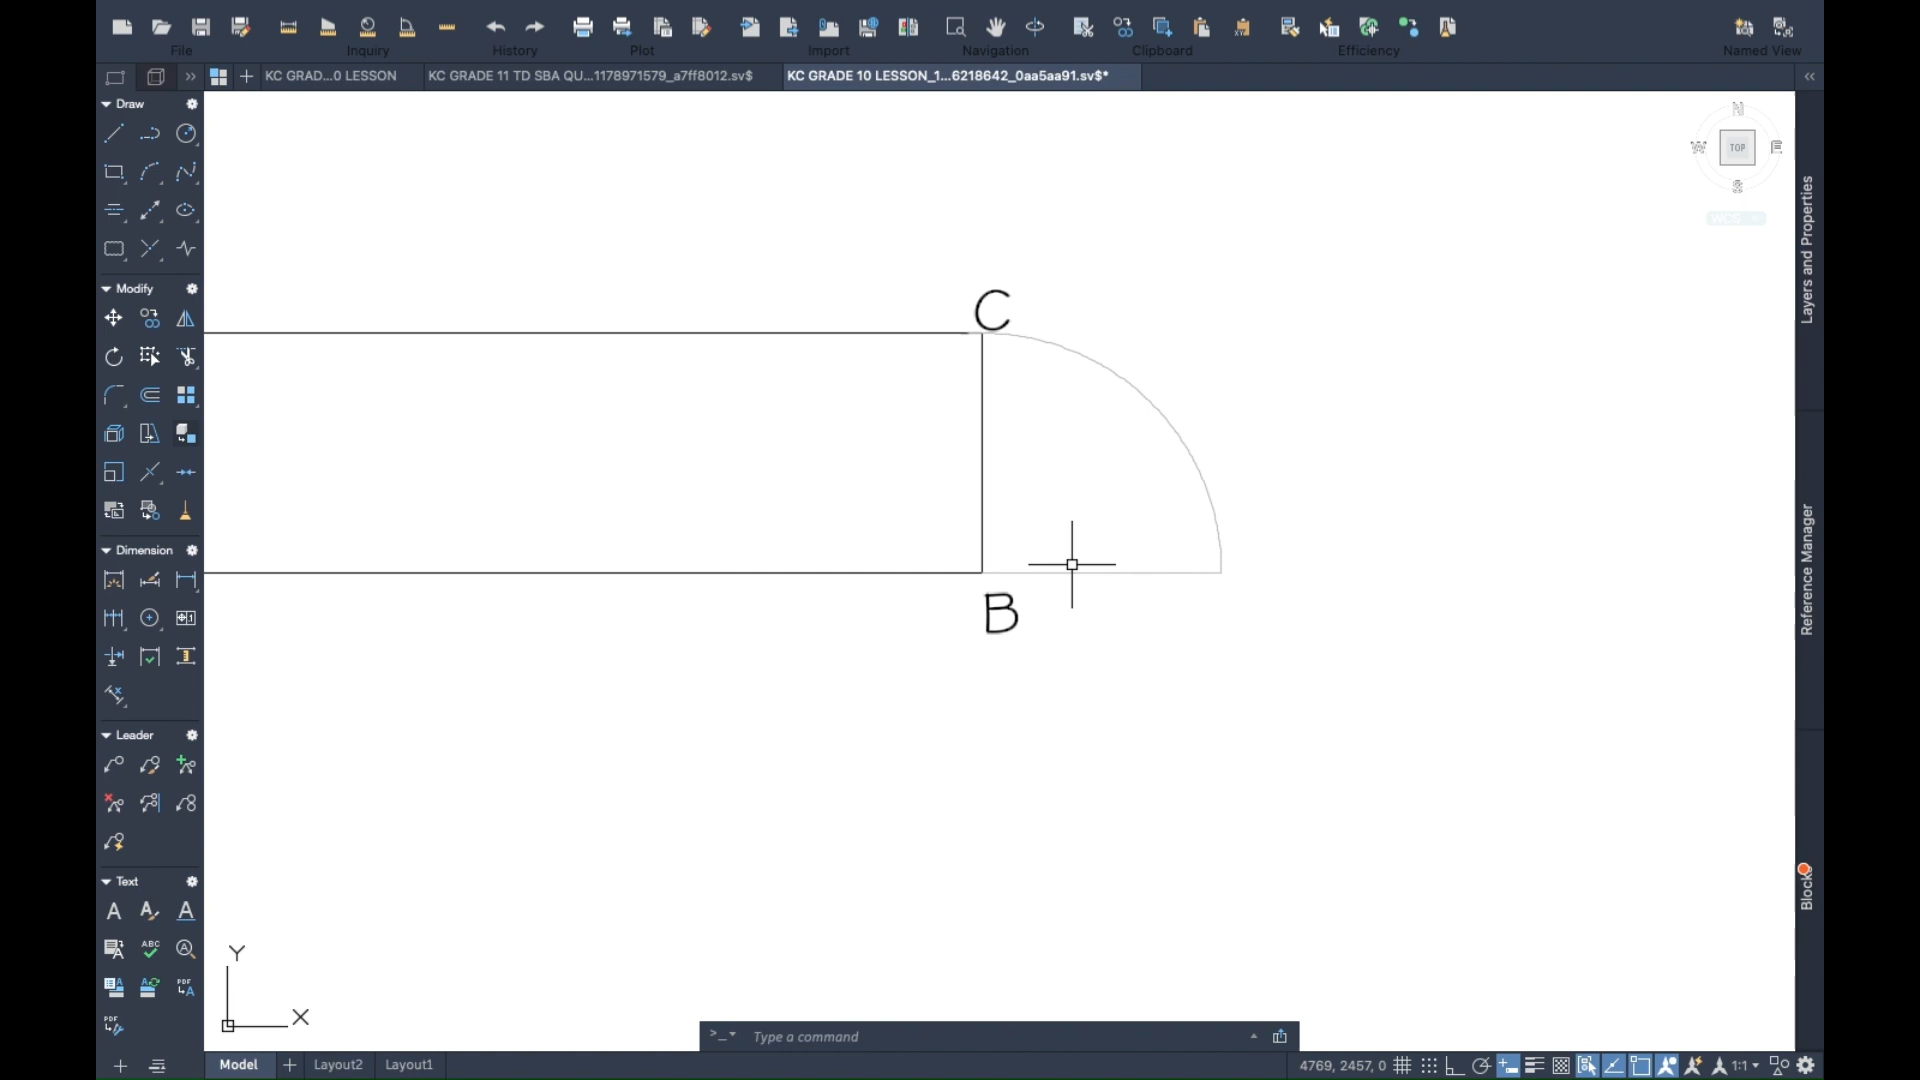 File
Inquiry
History
Plot
Import
Navigation
Clipboard
Efficiency
Named View
KC GRAD...0 LESSON
KC GRADE 11 TD SBA QU...1178971579_a7ff8012.sv$
KC GRADE 10 LESSON_1...6218642_0aa5aa91.sv$*
Draw
Modify
Dimension
Leader
Text
C
B
N
W
TOP
E
S
WCS
Layers and Properties
Reference Manager
Blocks
Y
X
Type a command
Model
Layout2
Layout1
4769, 2457, 0
1:1